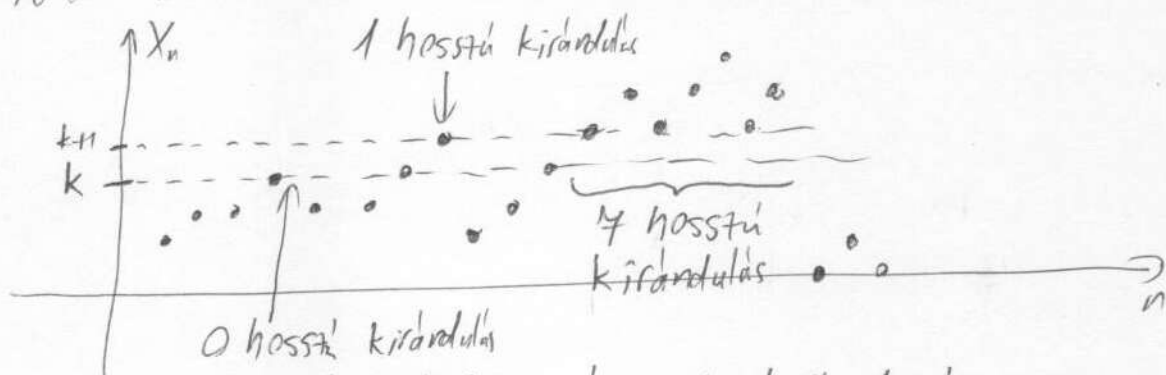 X_n
1 hosszú kirándulás
k+1
k
7 hosszú
kirándulás
n
0 hosszú kirándulás